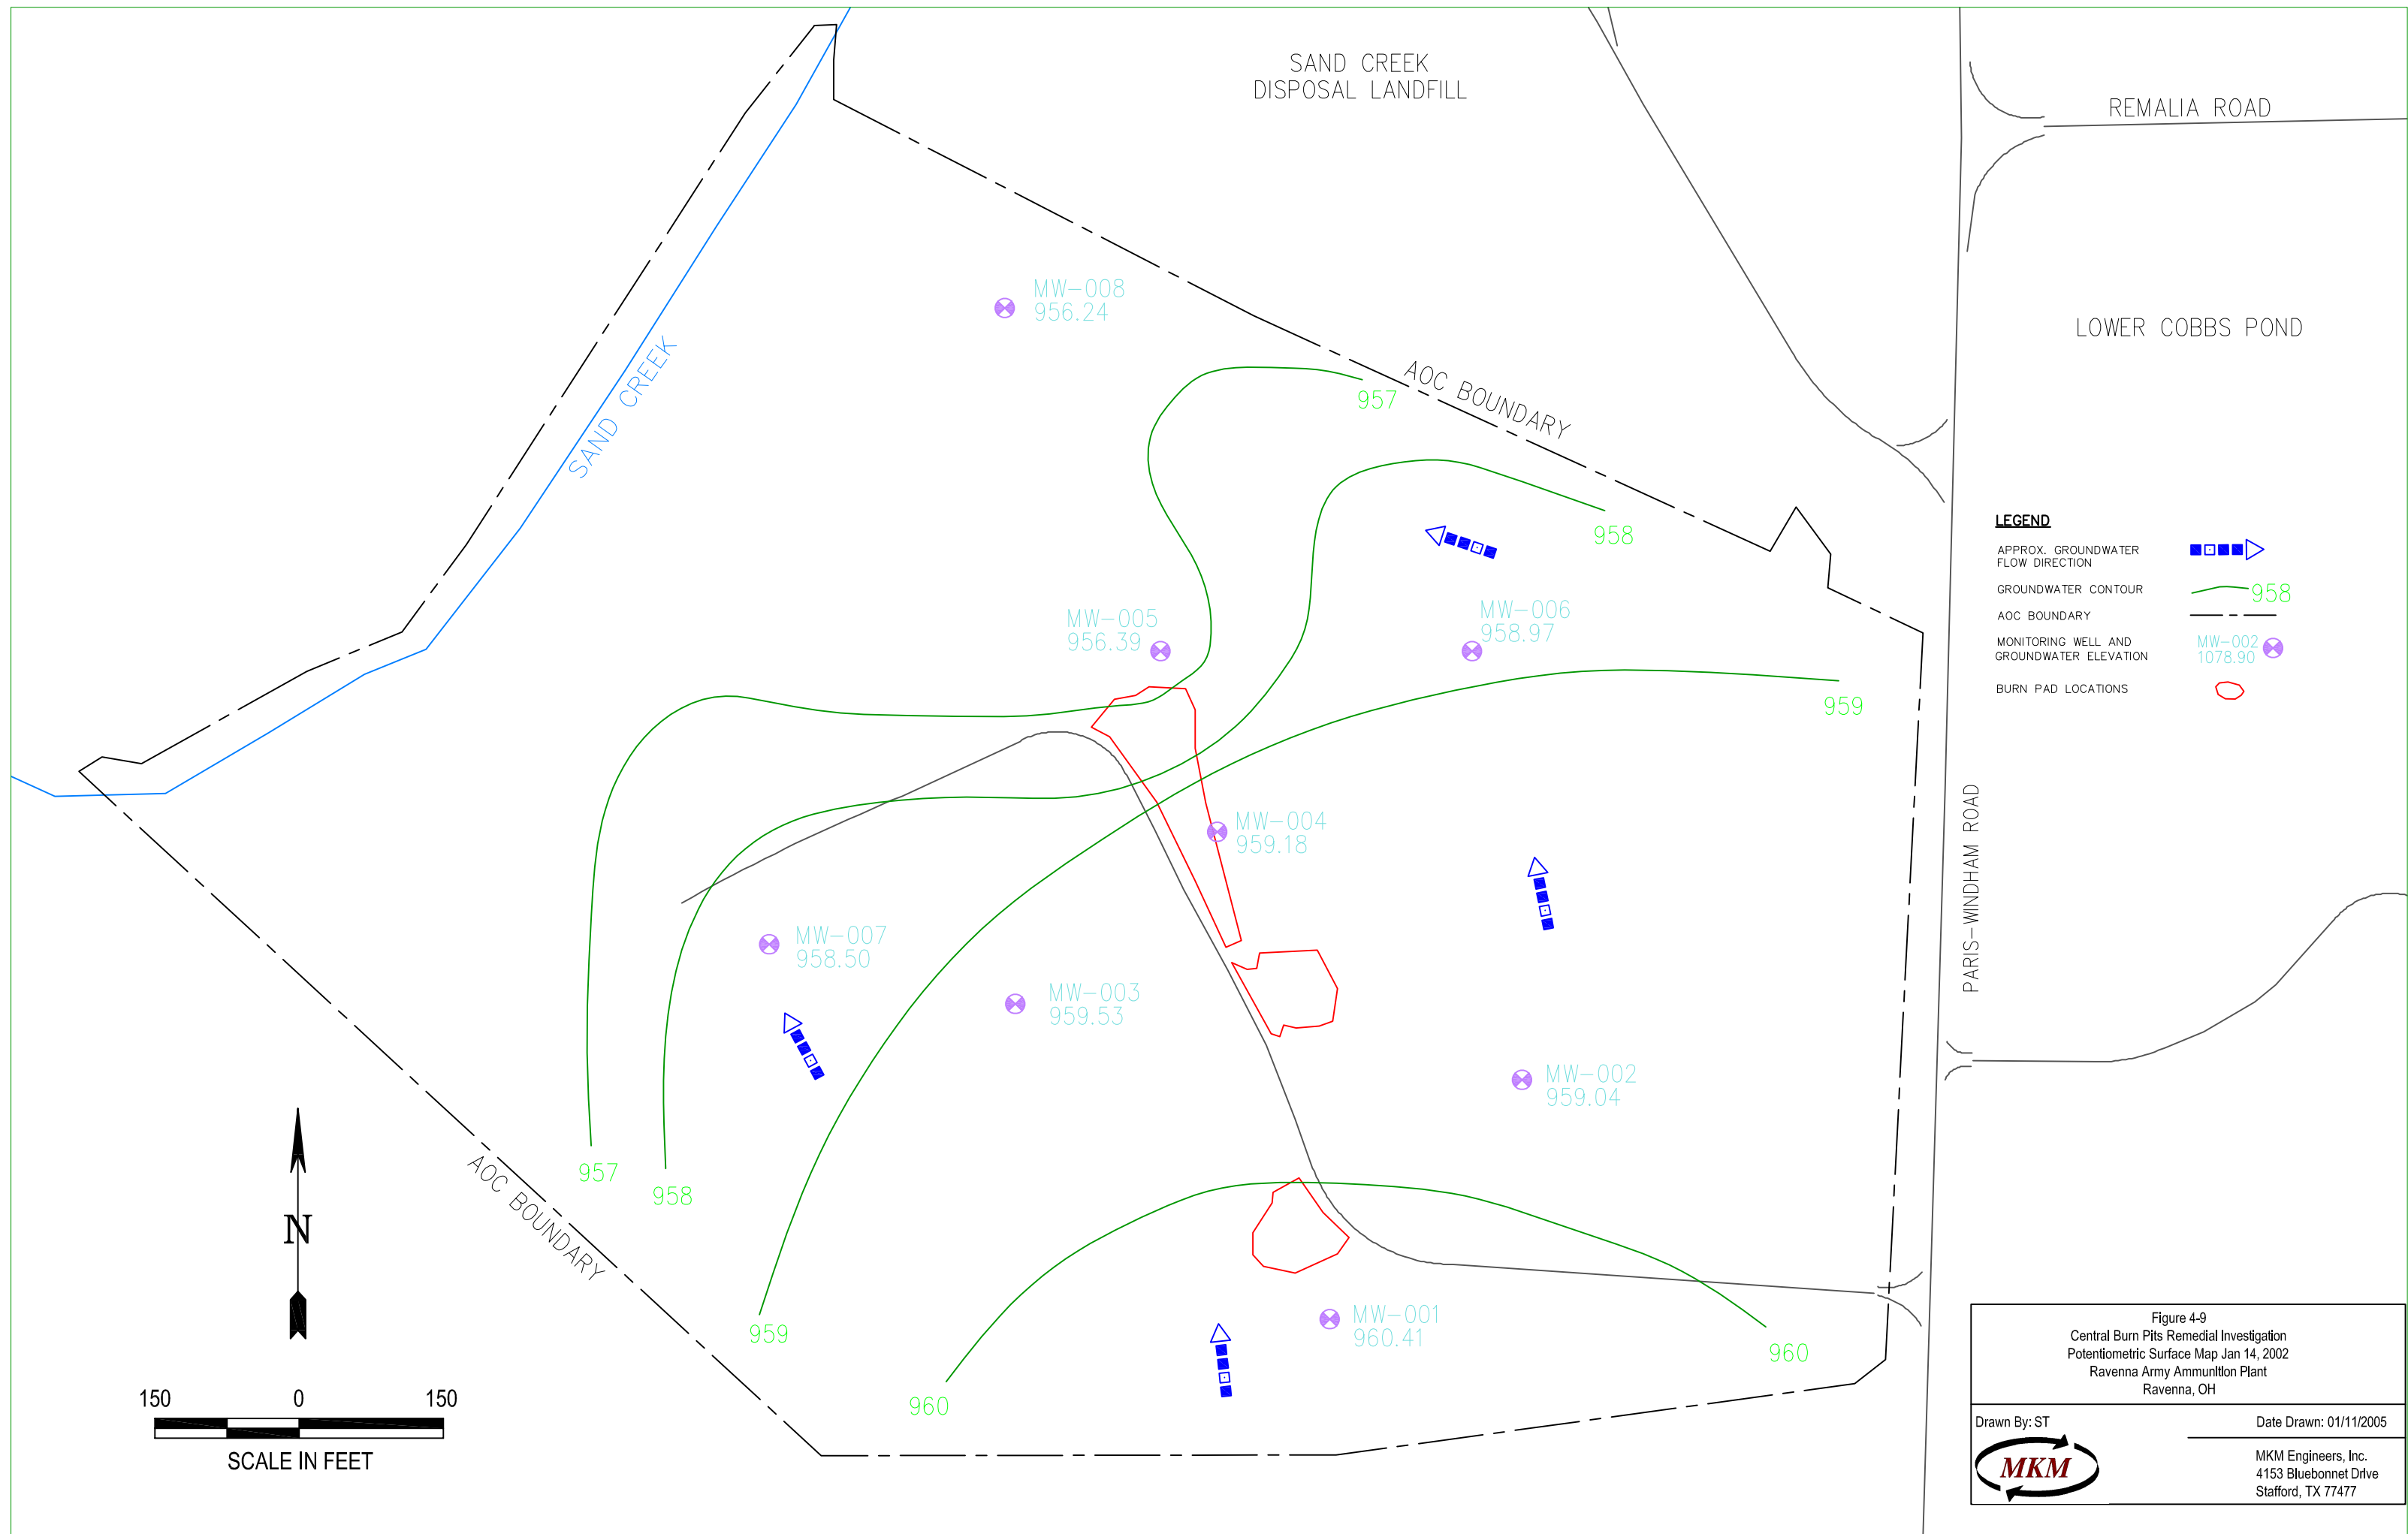 SAND CREEK
DISPOSAL LANDFILL
REMALIA ROAD
LOWER COBBS POND
MW-008
956.24
SAND CREEK
957
AOC BOUNDARY
958
MW-005
956.39
MW-006
958.97
959
MW-004
959.18
PARIS-WINDHAM ROAD
MW-007
958.50
MW-003
959.53
MW-002
959.04
957
958
AOC BOUNDARY
959
MW-001
960.41
960
960
LEGEND
APPROX. GROUNDWATER
FLOW DIRECTION
GROUNDWATER CONTOUR
958
AOC BOUNDARY
MONITORING WELL AND
GROUNDWATER ELEVATION
MW-002
1078.90
BURN PAD LOCATIONS
N
150 0 150
SCALE IN FEET
Figure 4-9
Central Burn Pits Remedial Investigation
Potentiometric Surface Map Jan 14, 2002
Ravenna Army Ammunition Plant
Ravenna, OH
Drawn By: ST
Date Drawn: 01/11/2005
MKM
MKM Engineers, Inc.
4153 Bluebonnet Drive
Stafford, TX 77477